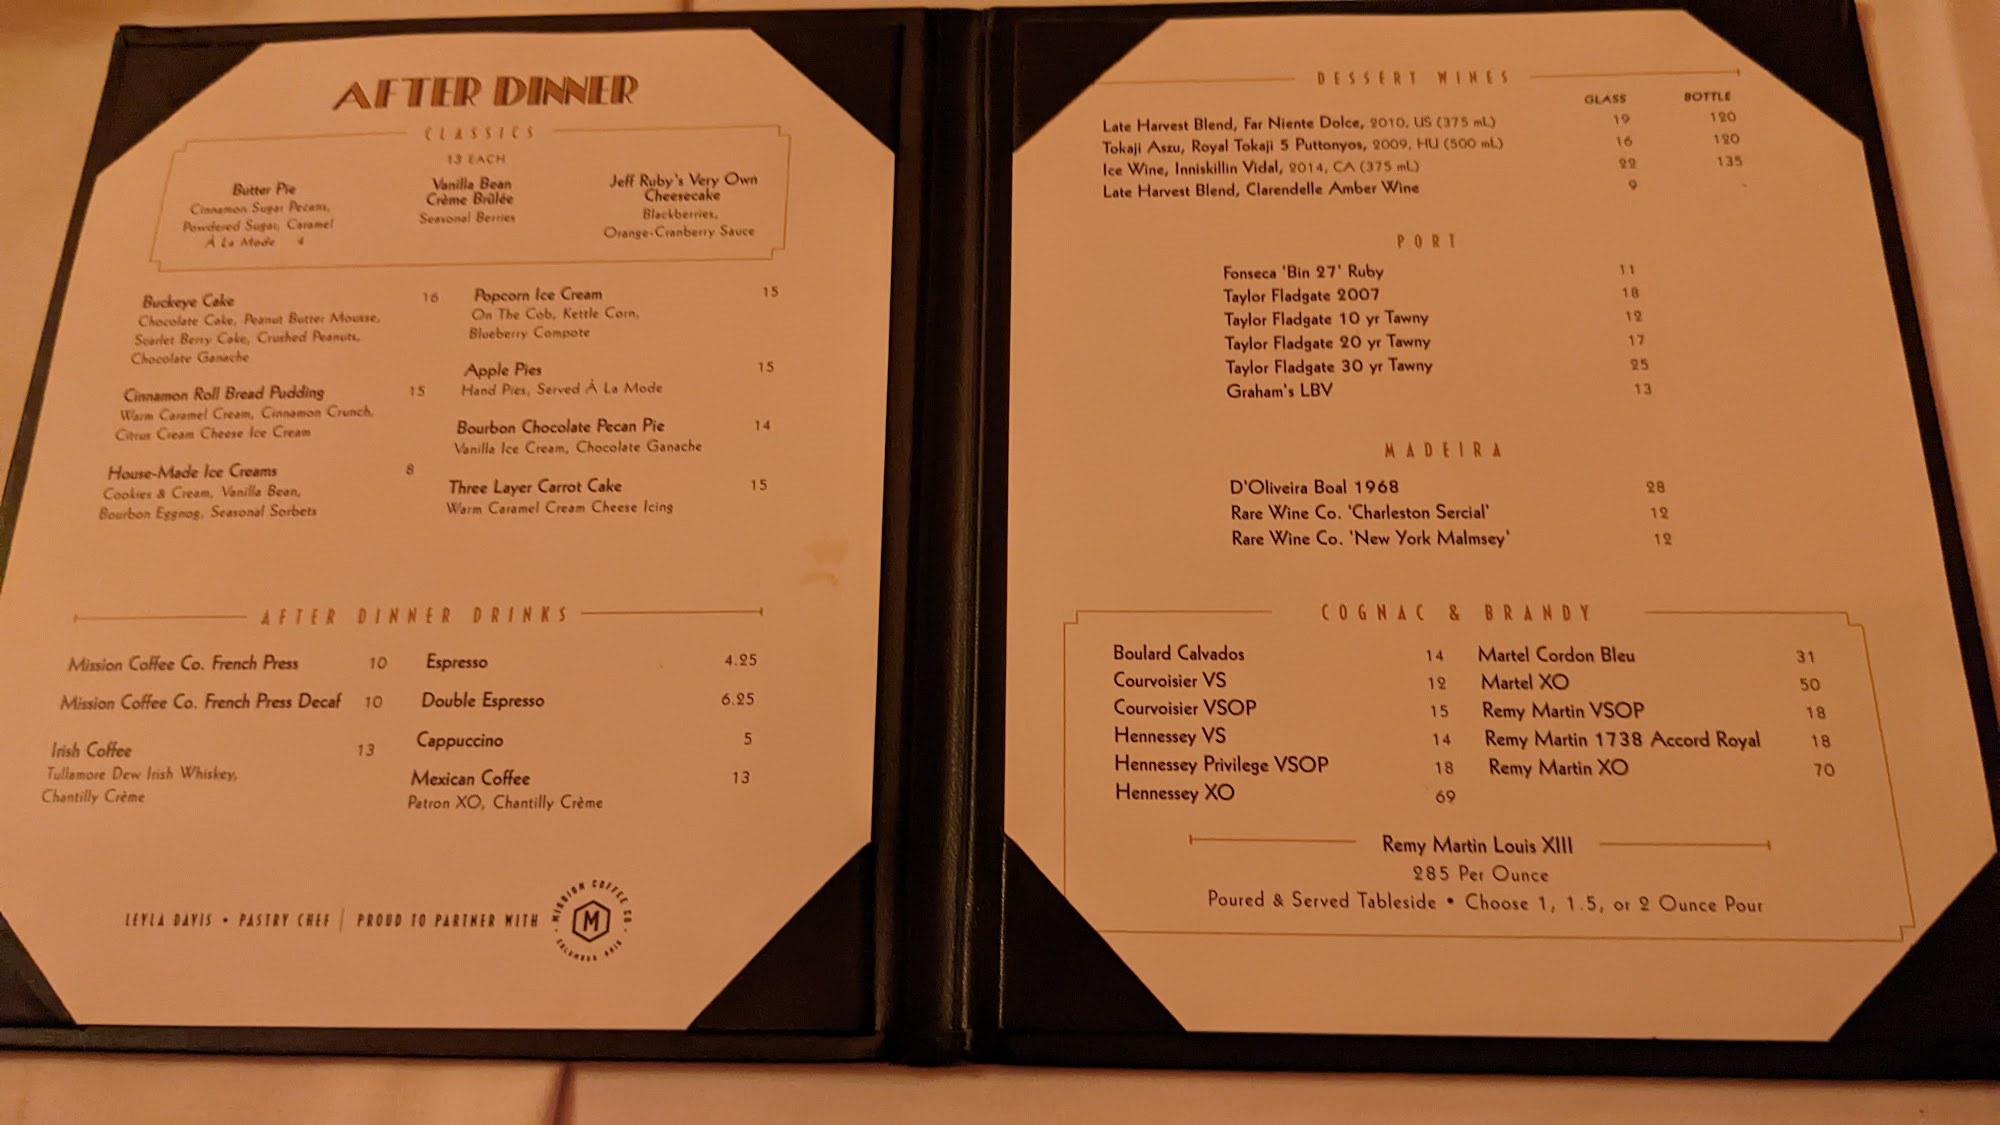 AFTER DINNER
CLASSICS
13 EACH
Butter Pie
Cinnamon Sugar Pecans,
Powdered Sugar, Caramel
À La Mode 4
Vanilla Bean
Crème Brûlée
Seasonal Berries
Jeff Ruby's Very Own
Cheesecake
Blackberries,
Orange-Cranberry Sauce
Buckeye Cake 16
Chocolate Cake, Peanut Butter Mousse,
Scarlet Berry Cake, Crushed Peanuts,
Chocolate Ganache
Cinnamon Roll Bread Pudding 15
Warm Caramel Cream, Cinnamon Crunch,
Citrus Cream Cheese Ice Cream
House-Made Ice Creams 8
Cookies & Cream, Vanilla Bean,
Bourbon Eggnog, Seasonal Sorbets
Popcorn Ice Cream 15
On The Cob, Kettle Corn,
Blueberry Compote
Apple Pies 15
Hand Pies, Served À La Mode
Bourbon Chocolate Pecan Pie 14
Vanilla Ice Cream, Chocolate Ganache
Three Layer Carrot Cake 15
Warm Caramel Cream Cheese Icing
AFTER DINNER DRINKS
Mission Coffee Co. French Press 10
Mission Coffee Co. French Press Decaf 10
Irish Coffee 13
Tullamore Dew Irish Whiskey,
Chantilly Crème
Espresso 4.25
Double Espresso 6.25
Cappuccino 5
Mexican Coffee 13
Patron XO, Chantilly Crème
LEYLA DAVIS • PASTRY CHEF | PROUD TO PARTNER WITH
MISSION COFFEE CO.
M
COLUMBUS OHIO
DESSERT WINES
GLASS BOTTLE
Late Harvest Blend, Far Niente Dolce, 2010, US (375 mL) 19 120
Tokaji Aszu, Royal Tokaji 5 Puttonyos, 2009, HU (500 mL) 16 120
Ice Wine, Inniskillin Vidal, 2014, CA (375 mL) 22 135
Late Harvest Blend, Clarendelle Amber Wine 9
PORT
Fonseca 'Bin 27' Ruby 11
Taylor Fladgate 2007 18
Taylor Fladgate 10 yr Tawny 12
Taylor Fladgate 20 yr Tawny 17
Taylor Fladgate 30 yr Tawny 25
Graham's LBV 13
MADEIRA
D'Oliveira Boal 1968 28
Rare Wine Co. 'Charleston Sercial' 12
Rare Wine Co. 'New York Malmsey' 12
COGNAC & BRANDY
Boulard Calvados 14
Courvoisier VS 12
Courvoisier VSOP 15
Hennessey VS 14
Hennessey Privilege VSOP 18
Hennessey XO 69
Martel Cordon Bleu 31
Martel XO 50
Remy Martin VSOP 18
Remy Martin 1738 Accord Royal 18
Remy Martin XO 70
Remy Martin Louis XIII
285 Per Ounce
Poured & Served Tableside • Choose 1, 1.5, or 2 Ounce Pour